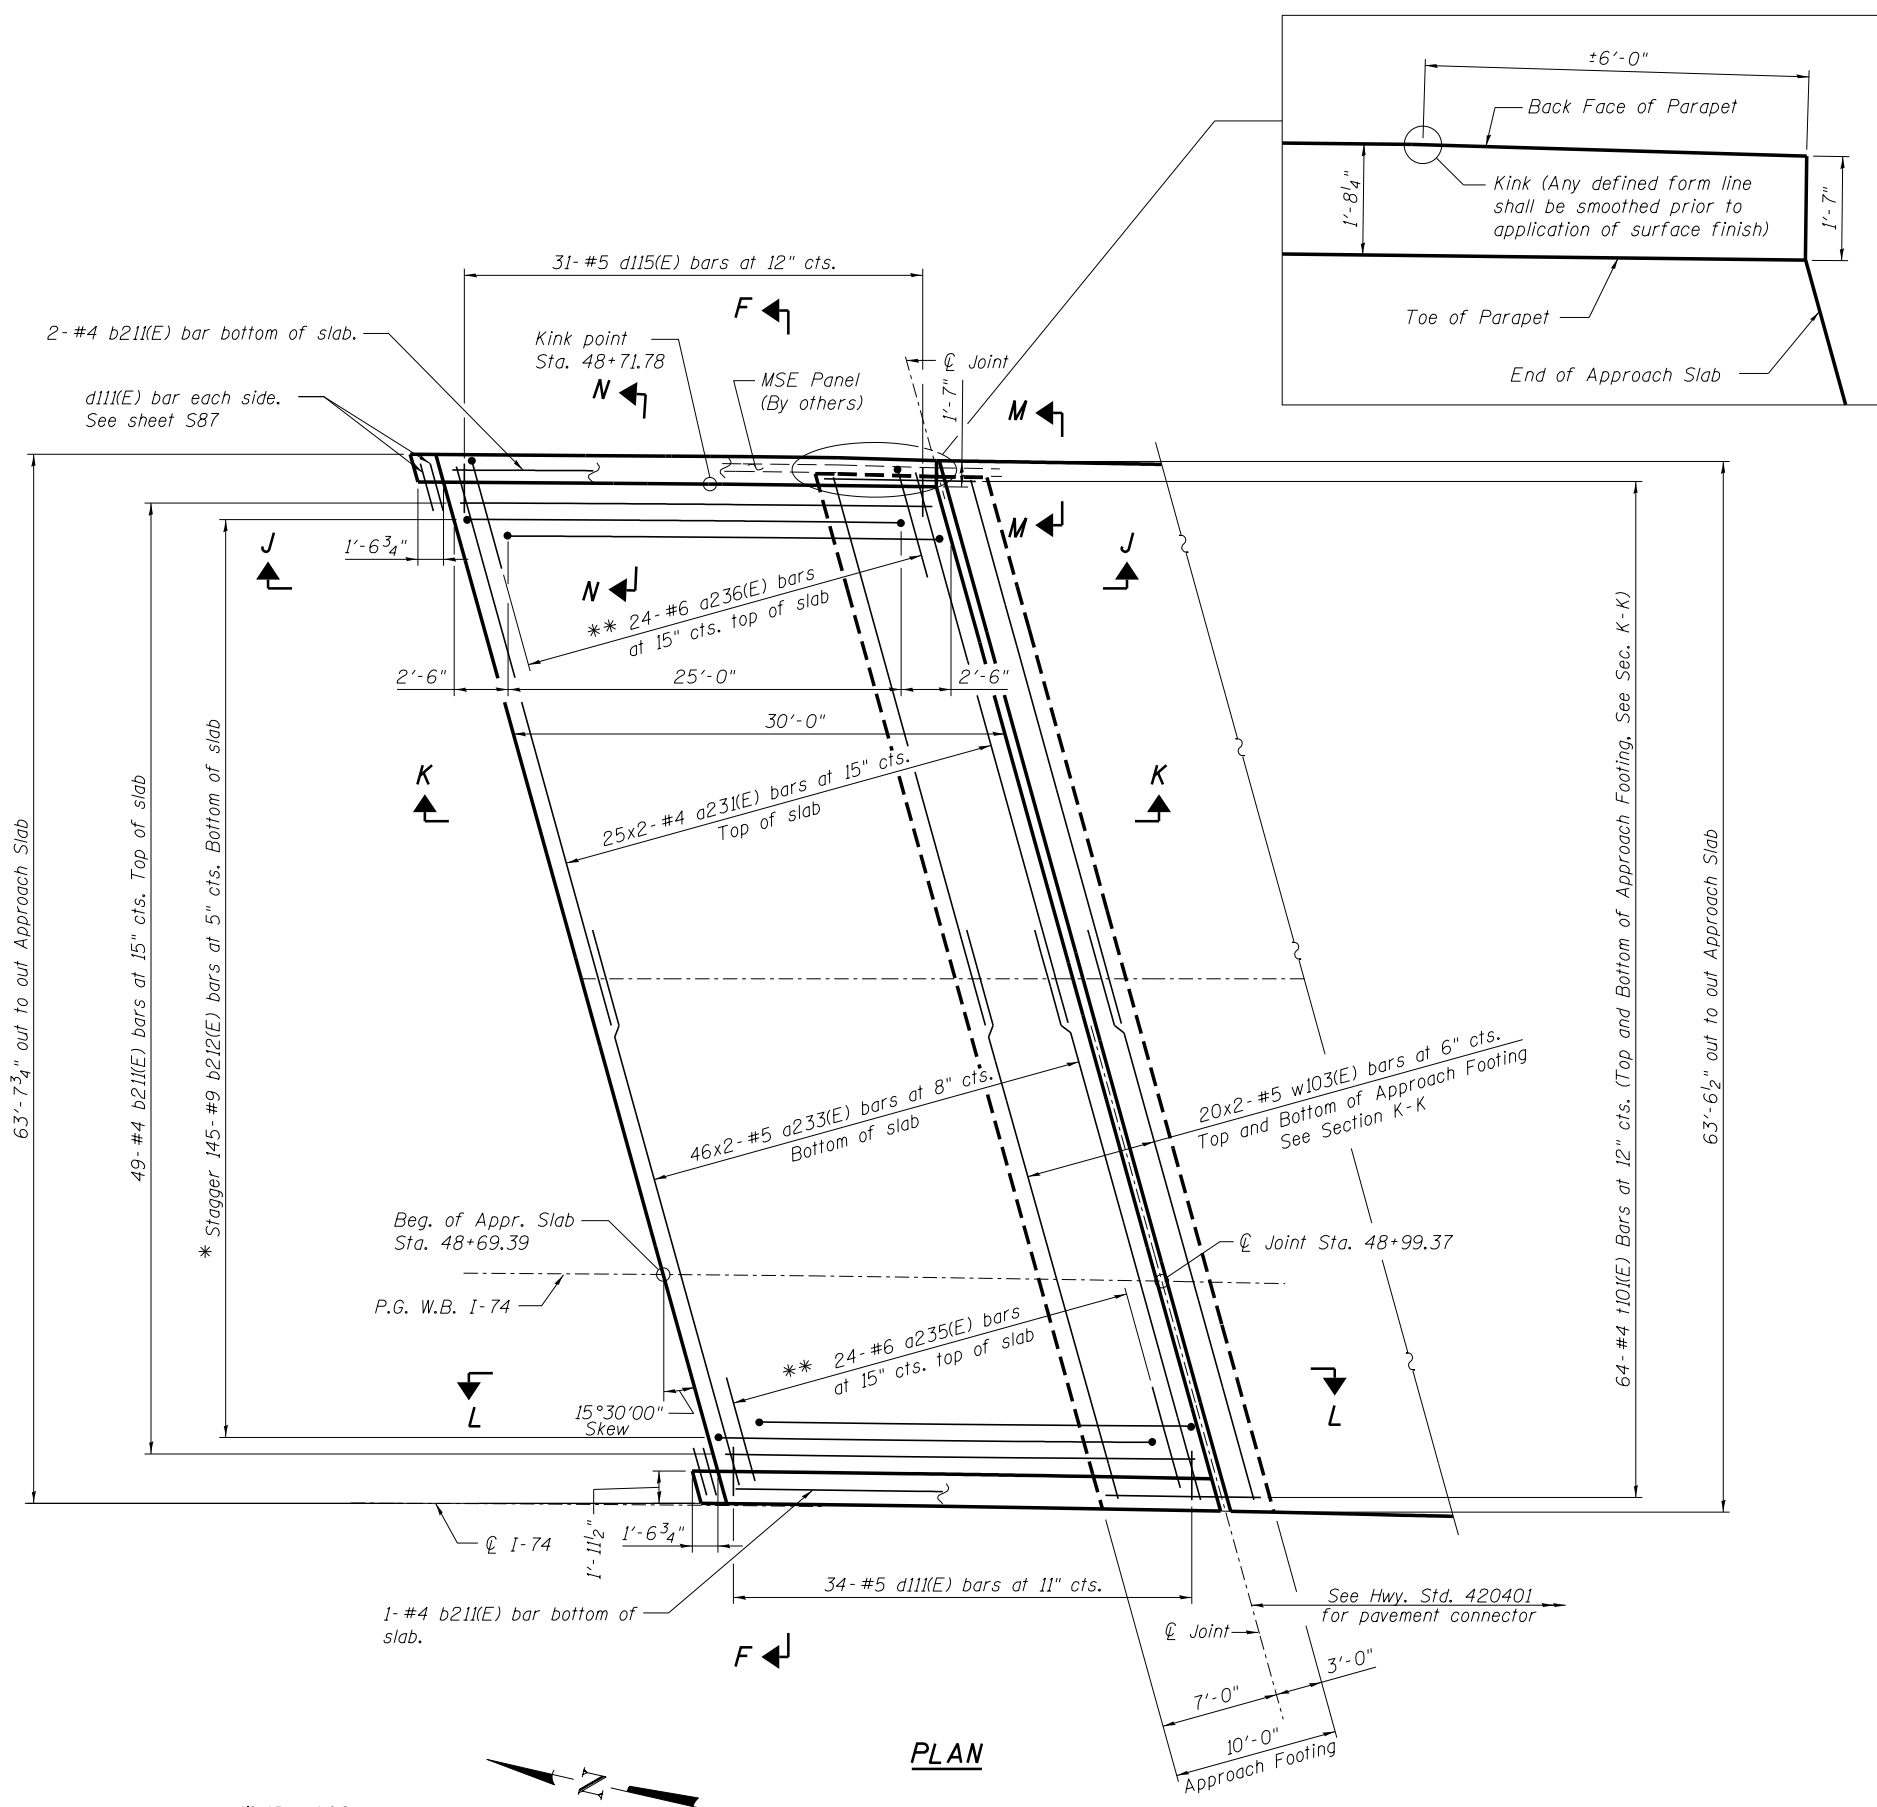 ±6'-0"
Back Face of Parapet
1'-8¼"
Kink (Any defined form line
shall be smoothed prior to
application of surface finish)
1'-7"
Toe of Parapet
End of Approach Slab
31-#5 d115(E) bars at 12" cts.
F
2-#4 b211(E) bar bottom of slab.
Kink point
Sta. 48+71.78
℄ Joint
N
MSE Panel
(By others)
1'-7"
M
d111(E) bar each side.
See sheet S87
M
J
1'-6¾"
J
N
** 24-#6 a236(E) bars
at 15" cts. top of slab
2'-6"
25'-0"
2'-6"
30'-0"
K
K
25x2-#4 a231(E) bars at 15" cts.
Top of slab
63'-7¾" out to out Approach Slab
49-#4 b211(E) bars at 15" cts. Top of slab
* Stagger 145-#9 b212(E) bars at 5" cts. Bottom of slab
64-#4 t101(E) Bars at 12" cts. (Top and Bottom of Approach Footing. See Sec. K-K)
63'-6½" out to out Approach Slab
46x2-#5 a233(E) bars at 8" cts.
Bottom of slab
20x2-#5 w103(E) bars at 6" cts.
Top and Bottom of Approach Footing
See Section K-K
Beg. of Appr. Slab
Sta. 48+69.39
℄ Joint Sta. 48+99.37
P.G. W.B. I-74
** 24-#6 a235(E) bars
at 15" cts. top of slab
L
15°30'00"
Skew
L
℄ I-74
1'-11½"
1'-6¾"
34-#5 d111(E) bars at 11" cts.
1-#4 b211(E) bar bottom of
slab.
See Hwy. Std. 420401
for pavement connector
℄ Joint
F
3'-0"
7'-0"
10'-0"
Approach Footing
PLAN
N